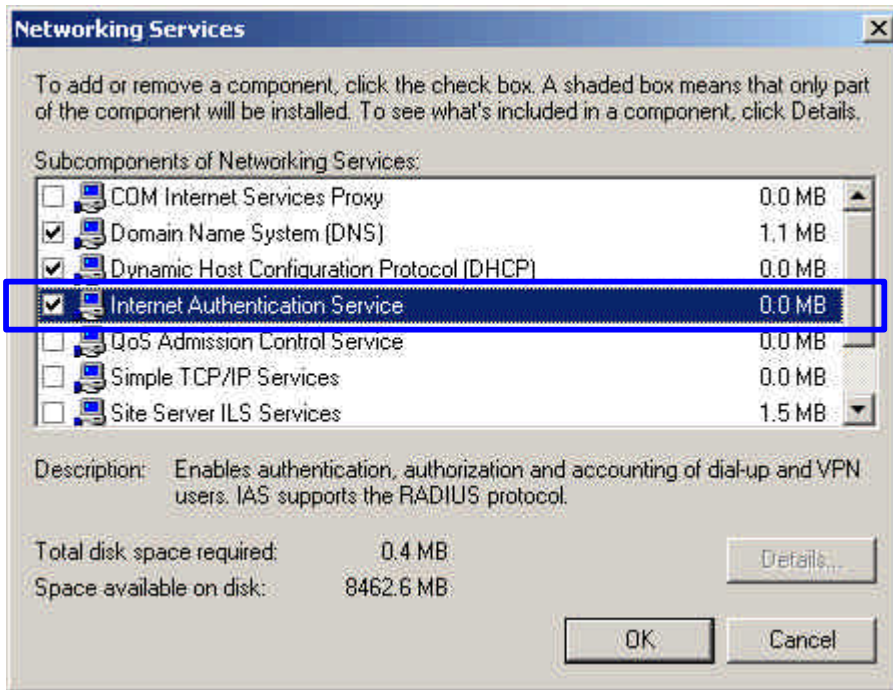 Networking Services
To add or remove a component, click the check box. A shaded box means that only part
of the component will be installed. To see what's included in a component, click Details.
Subcomponents of Networking Services:
COM Internet Services Proxy 0.0 MB
Domain Name System (DNS) 1.1 MB
Dynamic Host Configuration Protocol (DHCP) 0.0 MB
Internet Authentication Service 0.0 MB
QoS Admission Control Service 0.0 MB
Simple TCP/IP Services 0.0 MB
Site Server ILS Services 1.5 MB
Description: Enables authentication, authorization and accounting of dial-up and VPN
users. IAS supports the RADIUS protocol.
Total disk space required: 0.4 MB
Space available on disk: 8462.6 MB
Details...
OK Cancel